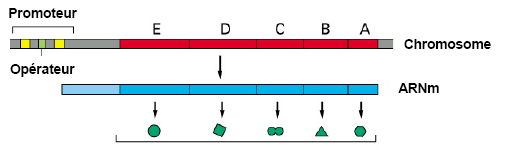 Promoteur
E D C B A
Chromosome
Opérateur
ARNm